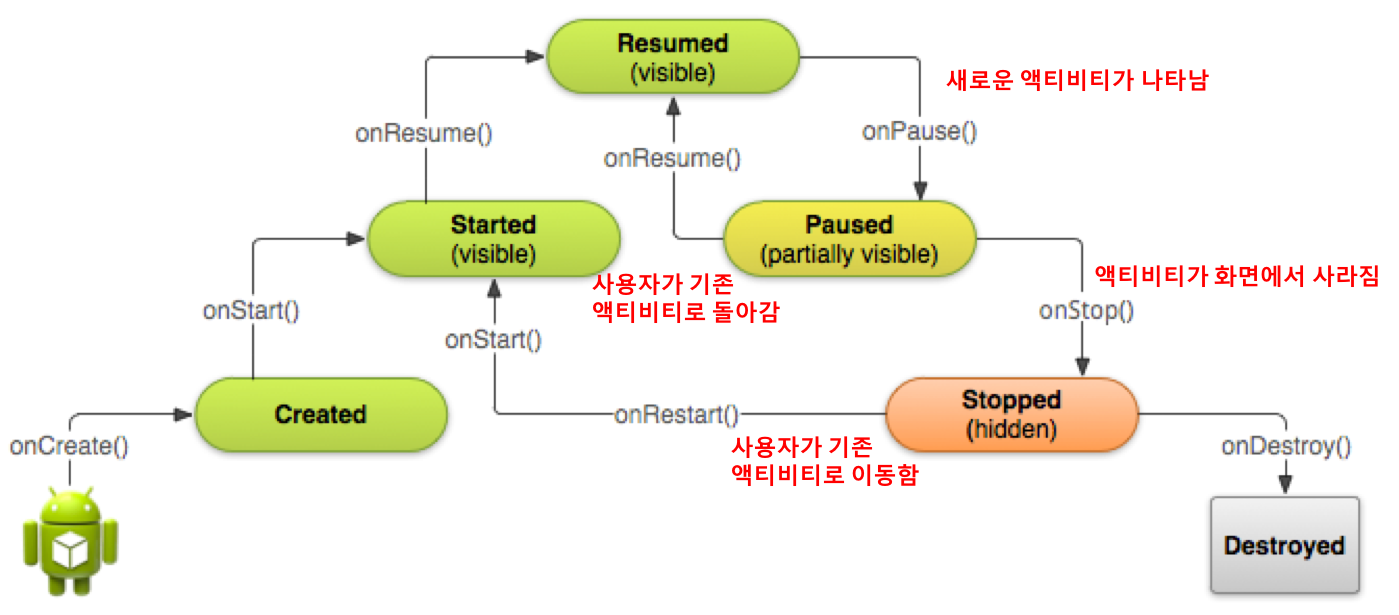 Resumed
(visible)
새로운 액티비티가 나타남
onResume()
onPause()
onResume()
Started
(visible)
Paused
(partially visible)
사용자가 기존
액티비티로 돌아감
액티비티가 화면에서 사라짐
onStart()
onStart()
onStop()
Created
onRestart()
Stopped
(hidden)
사용자가 기존
액티비티로 이동함
onCreate()
onDestroy()
Destroyed